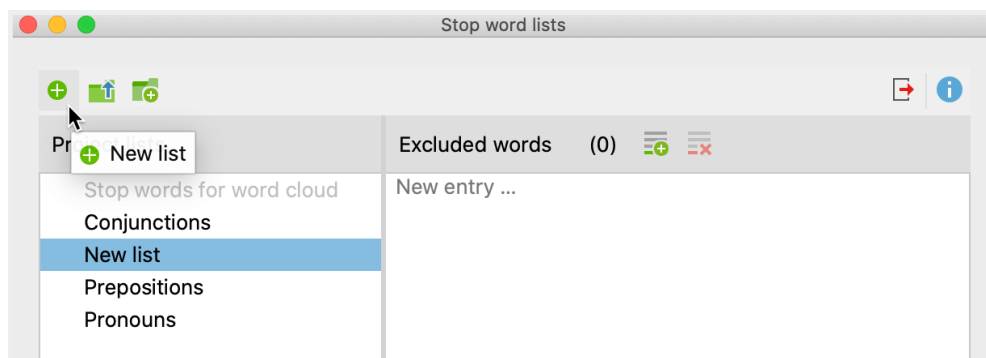 Stop word lists
New list
Excluded words (0)
New entry ...
Stop words for word cloud
Conjunctions
New list
Prepositions
Pronouns